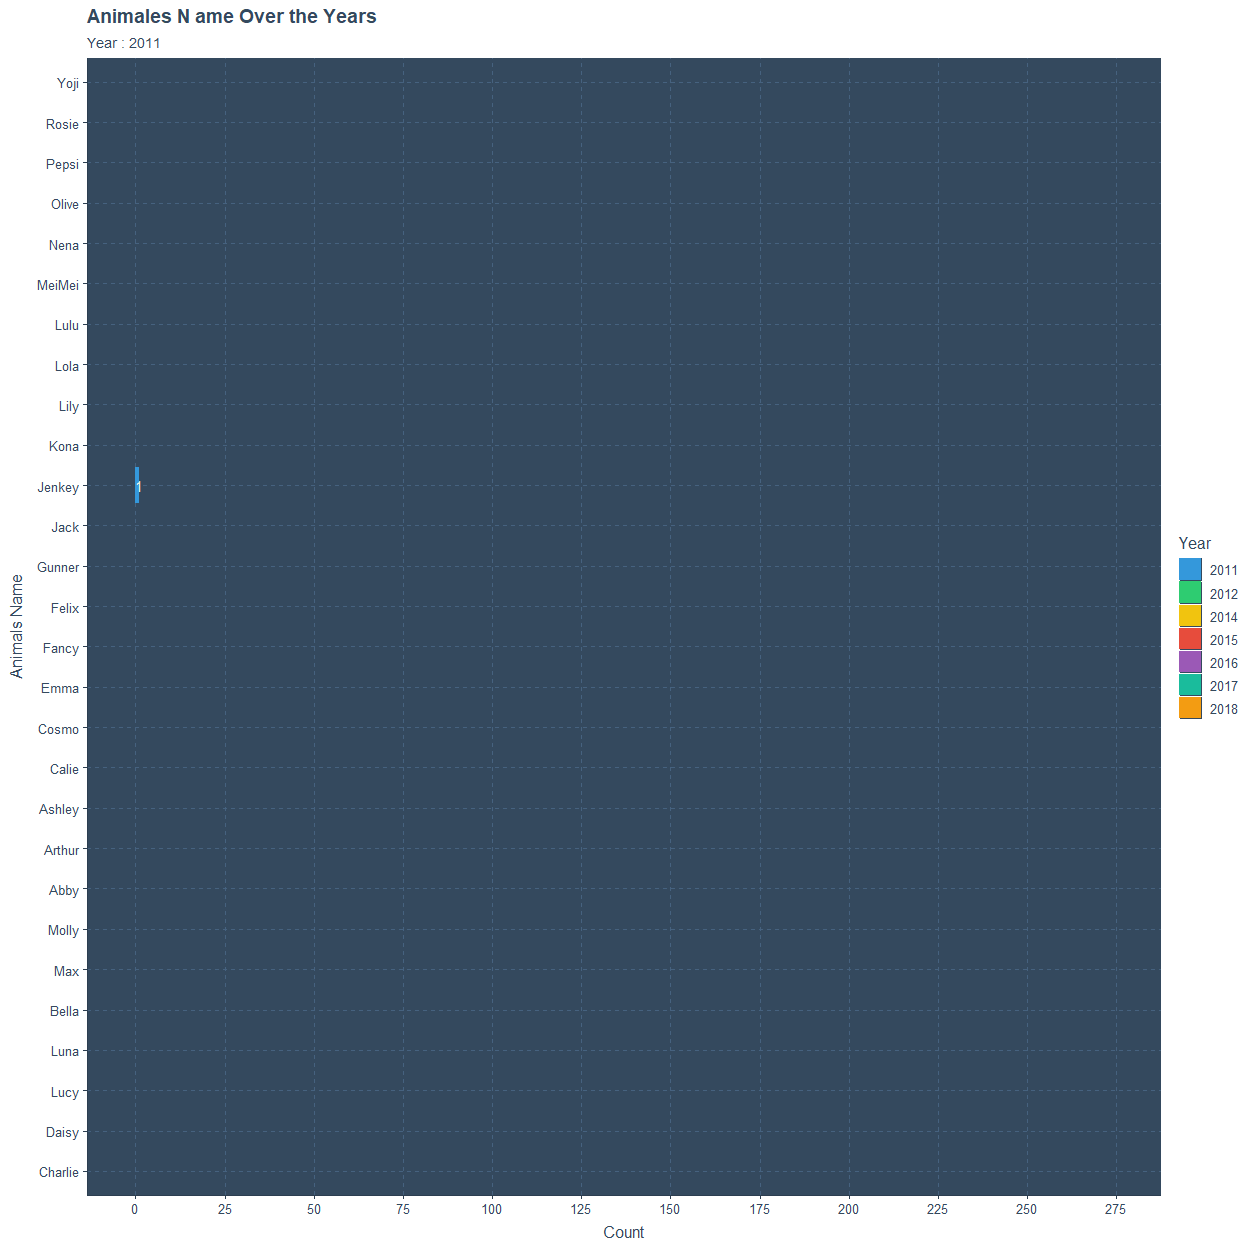 Animales N ame Over the Years
Year : 2011
Yoji
Rosie
Pepsi
Olive
Nena
MeiMei
Lulu
Lola
Lily
Kona
Jenkey
1
Jack
Gunner
Felix
Fancy
Emma
Cosmo
Calie
Ashley
Arthur
Abby
Molly
Max
Bella
Luna
Lucy
Daisy
Charlie
Animals Name
0 25 50 75 100 125 150 175 200 225 250 275
Count
Year
2011
2012
2014
2015
2016
2017
2018